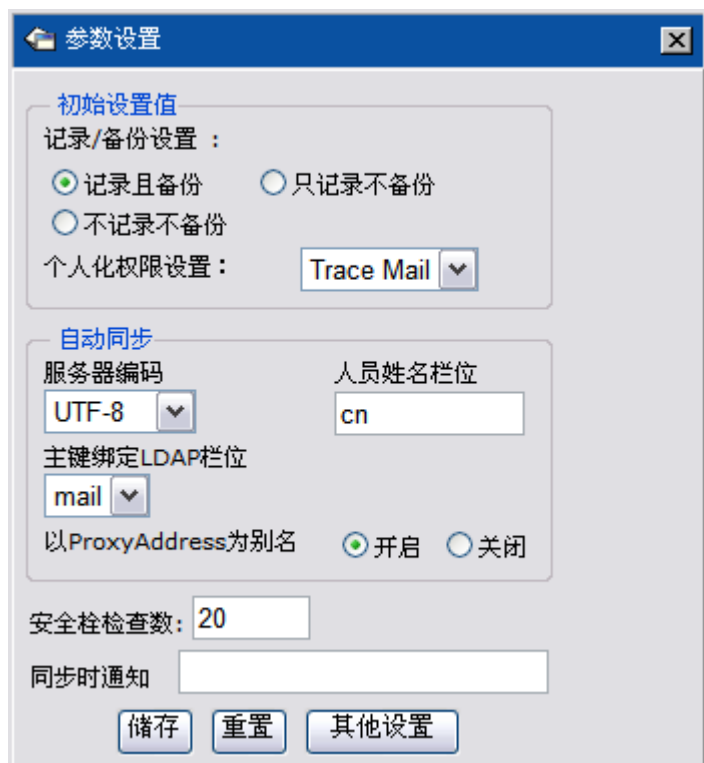 参数设置
初始设置值
记录/备份设置 :
记录且备份 只记录不备份
不记录不备份
个人化权限设置: Trace Mail
自动同步
服务器编码 人员姓名栏位
UTF-8 cn
主键绑定LDAP栏位
mail
以ProxyAddress为别名 开启 关闭
安全栓检查数: 20
同步时通知
储存 重置 其他设置